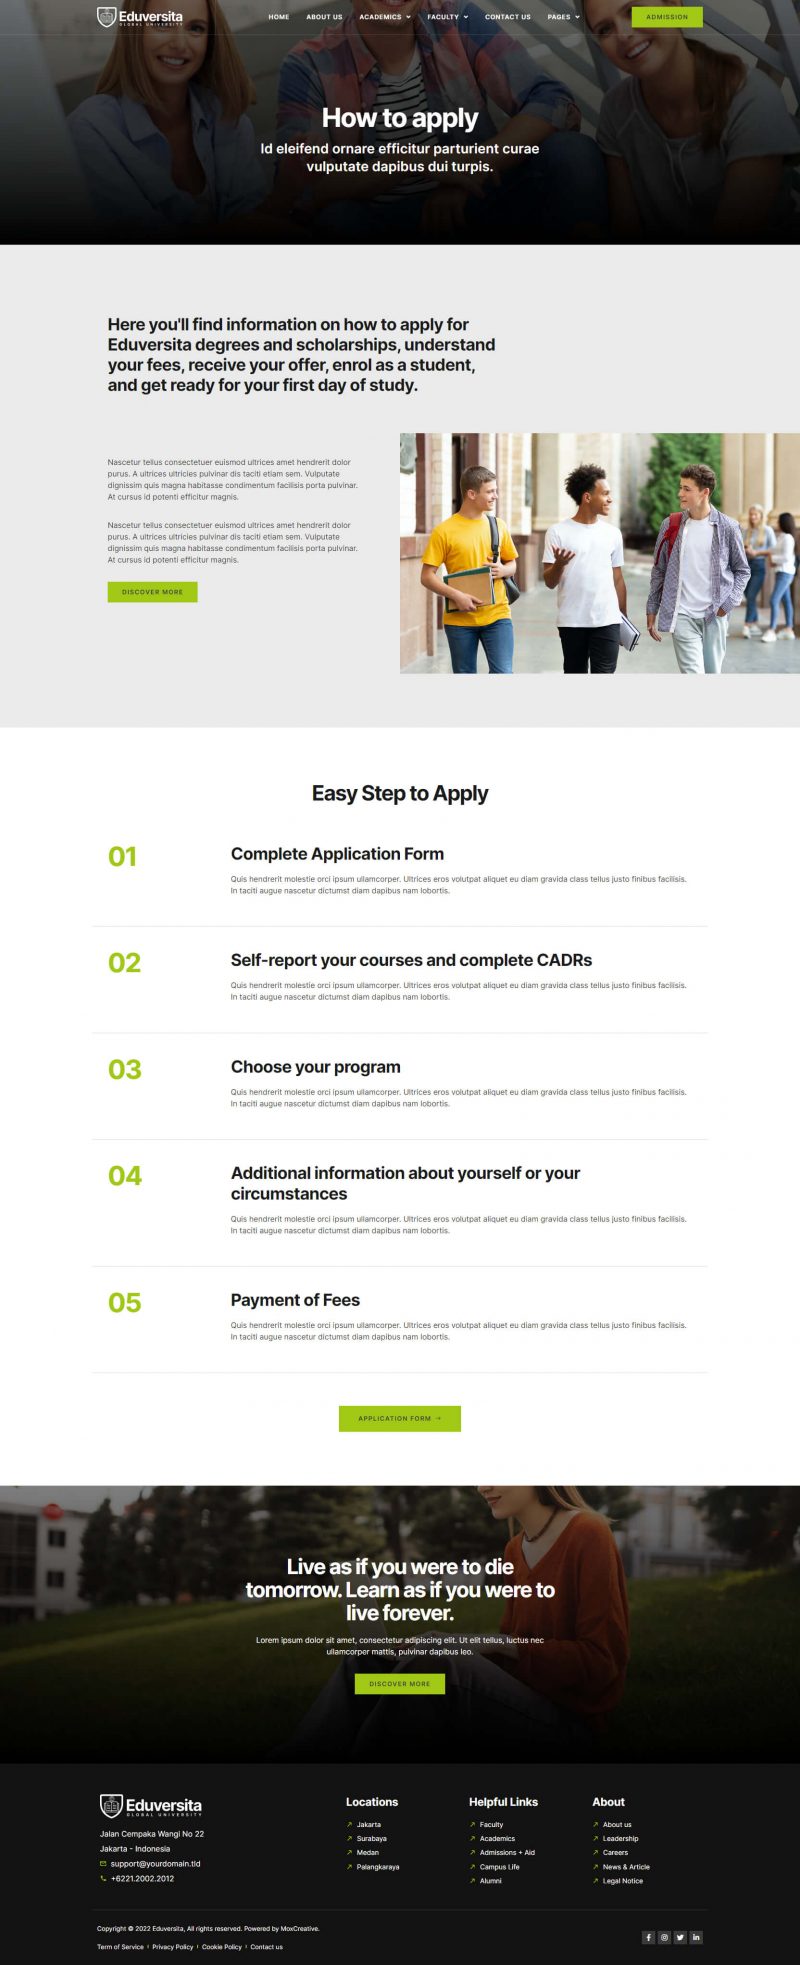 Eduversita
GLOBAL UNIVERSITY
HOME ABOUT US ACADEMICS FACULTY CONTACT US PAGES ADMISSION
How to apply
Id eleifend ornare efficitur parturient curae
vulputate dapibus dui turpis.
Here you'll find information on how to apply for
Eduversita degrees and scholarships, understand
your fees, receive your offer, enrol as a student,
and get ready for your first day of study.
Nascetur tellus consectetuer euismod ultrices amet hendrerit dolor
purus. A ultrices ultricies pulvinar dis taciti etiam sem. Vulputate
dignissim quis magna habitasse condimentum facilisis porta pulvinar.
At cursus id potenti efficitur magnis.
Nascetur tellus consectetuer euismod ultrices amet hendrerit dolor
purus. A ultrices ultricies pulvinar dis taciti etiam sem. Vulputate
dignissim quis magna habitasse condimentum facilisis porta pulvinar.
At cursus id potenti efficitur magnis.
DISCOVER MORE
Easy Step to Apply
01
Complete Application Form
Quis hendrerit molestie orci ipsum ullamcorper. Ultrices eros volutpat aliquet eu diam gravida class tellus justo finibus facilisis.
In taciti augue nascetur dictumst diam dapibus nam lobortis.
02
Self-report your courses and complete CADRs
Quis hendrerit molestie orci ipsum ullamcorper. Ultrices eros volutpat aliquet eu diam gravida class tellus justo finibus facilisis.
In taciti augue nascetur dictumst diam dapibus nam lobortis.
03
Choose your program
Quis hendrerit molestie orci ipsum ullamcorper. Ultrices eros volutpat aliquet eu diam gravida class tellus justo finibus facilisis.
In taciti augue nascetur dictumst diam dapibus nam lobortis.
04
Additional information about yourself or your
circumstances
Quis hendrerit molestie orci ipsum ullamcorper. Ultrices eros volutpat aliquet eu diam gravida class tellus justo finibus facilisis.
In taciti augue nascetur dictumst diam dapibus nam lobortis.
05
Payment of Fees
Quis hendrerit molestie orci ipsum ullamcorper. Ultrices eros volutpat aliquet eu diam gravida class tellus justo finibus facilisis.
In taciti augue nascetur dictumst diam dapibus nam lobortis.
APPLICATION FORM →
Live as if you were to die
tomorrow. Learn as if you were to
live forever.
Lorem ipsum dolor sit amet, consectetur adipiscing elit. Ut elit tellus, luctus nec
ullamcorper mattis, pulvinar dapibus leo.
DISCOVER MORE
Eduversita
GLOBAL UNIVERSITY
Jalan Cempaka Wangi No 22
Jakarta - Indonesia
support@yourdomain.tld
+6221.2002.2012
Locations
Jakarta
Surabaya
Medan
Palangkaraya
Helpful Links
Faculty
Academics
Admissions + Aid
Campus Life
Alumni
About
About us
Leadership
Careers
News & Article
Legal Notice
Copyright © 2022 Eduversita, All rights reserved. Powered by MoxCreative.
Term of Service Privacy Policy Cookie Policy Contact us